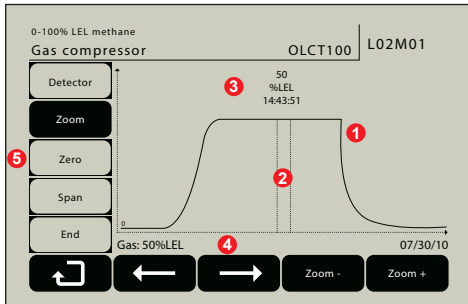 0-100% LEL methane
Gas compressor
OLCT100
L02M01
Detector
Zoom
Zero
Span
End
50
%LEL
14:43:51
3
1
2
5
4
0
Gas: 50%LEL
07/30/10
Zoom -
Zoom +